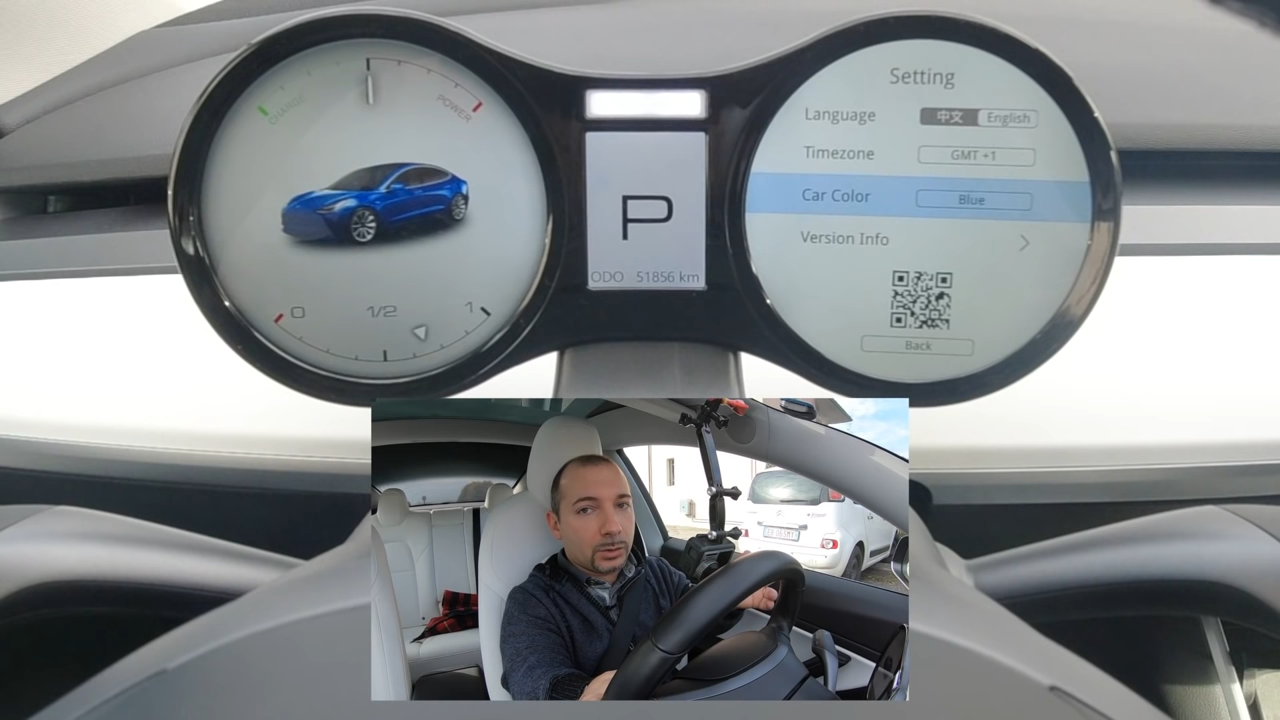 CHARGE
POWER
0 1/2 1
P
ODO 51856 km
Setting
Language 中文 English
Timezone GMT +1
Car Color Blue
Version Info
Back